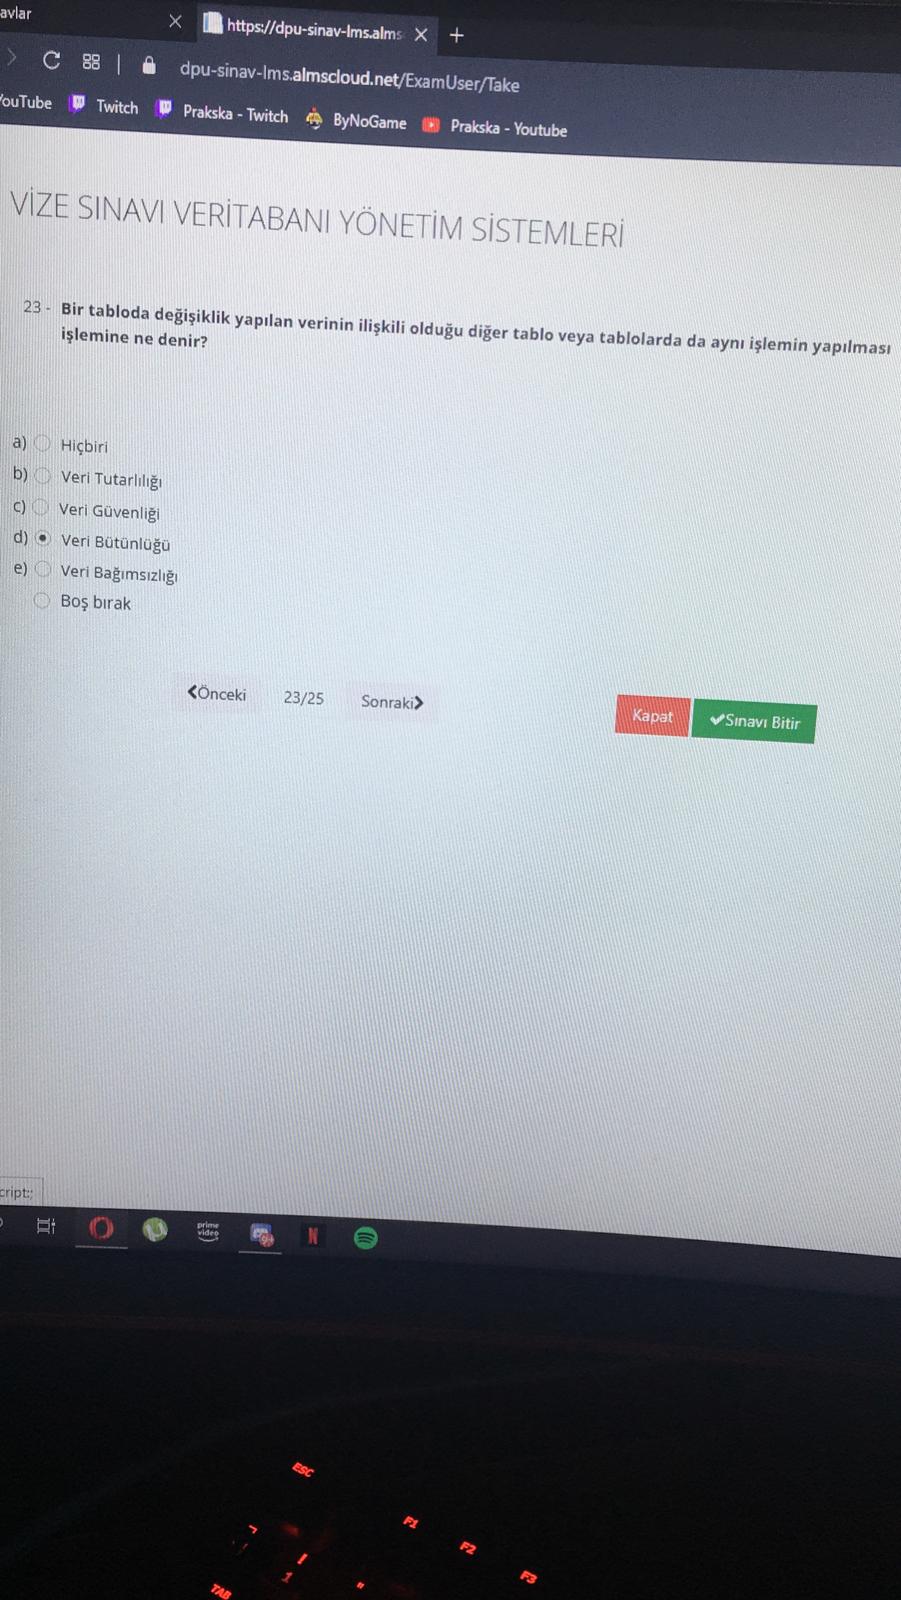 avlar
https://dpu-sinav-lms.alms
dpu-sinav-lms.almscloud.net/ExamUser/Take
YouTube Twitch Prakska - Twitch ByNoGame Prakska - Youtube
VİZE SINAVI VERİTABANI YÖNETİM SİSTEMLERİ
23 - Bir tabloda değişiklik yapılan verinin ilişkili olduğu diğer tablo veya tablolarda da aynı işlemin yapılması
işlemine ne denir?
a) Hiçbiri
b) Veri Tutarlılığı
c) Veri Güvenliği
d) Veri Bütünlüğü
e) Veri Bağımsızlığı
Boş bırak
Önceki 23/25 Sonraki Kapat Sınavı Bitir
cript:;
prime
video
N
ESC
F1
F2
F3
! 1
TAB